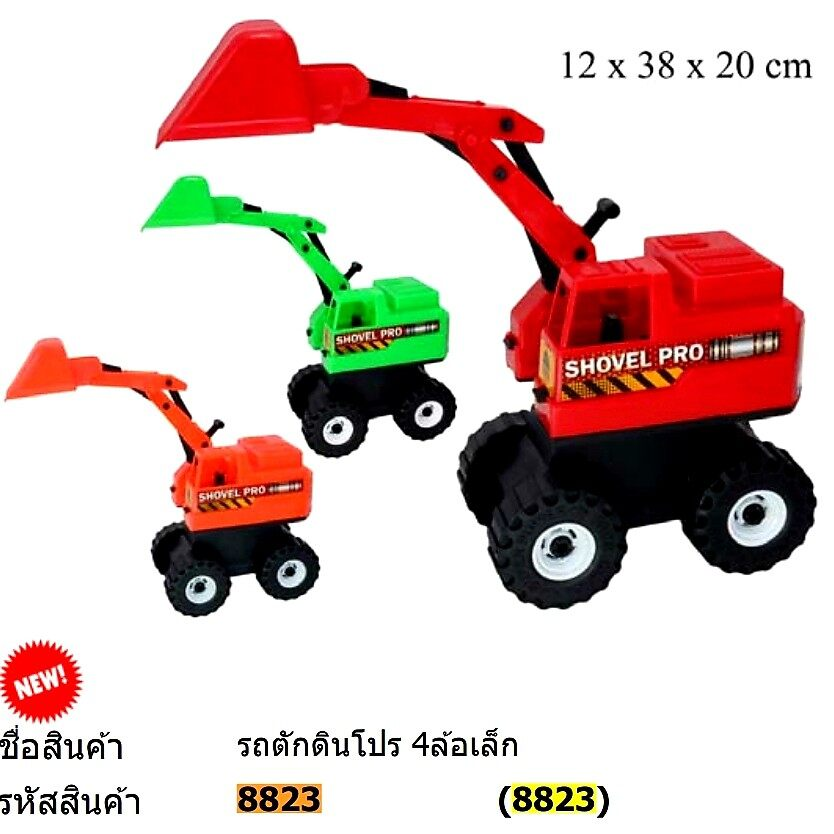 12 x 38 x 20 cm
SHOVEL PRO
SHOVEL PRO
SHOVEL PRO
NEW!
ชื่อสินค้า รถตักดินโปร 4ล้อเล็ก
รหัสสินค้า 8823 (8823)